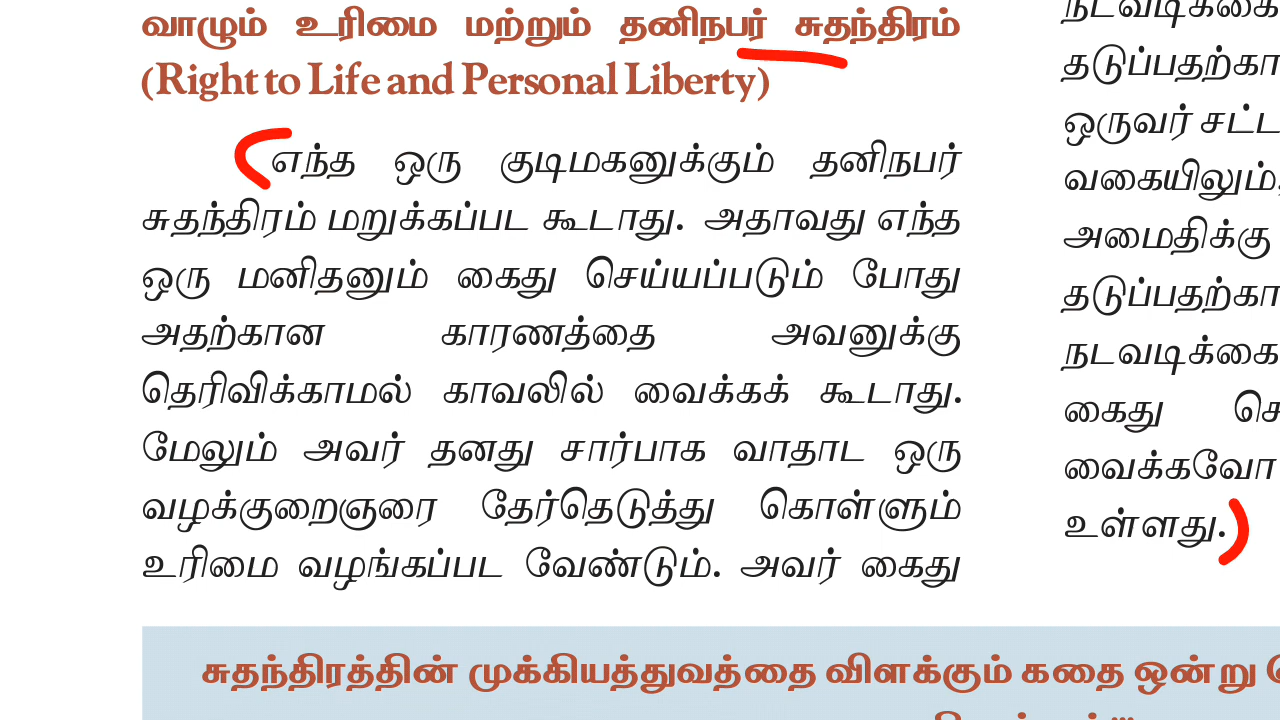 வாழும் உரிமை மற்றும் தனிநபர் சுதந்திரம்
(Right to Life and Personal Liberty)
எந்த ஒரு குடிமகனுக்கும் தனிநபர்
சுதந்திரம் மறுக்கப்பட கூடாது. அதாவது எந்த
ஒரு மனிதனும் கைது செய்யப்படும் போது
அதற்கான காரணத்தை அவனுக்கு
தெரிவிக்காமல் காவலில் வைக்கக் கூடாது.
மேலும் அவர் தனது சார்பாக வாதாட ஒரு
வழக்குறைஞரை தேர்தெடுத்து கொள்ளும்
உரிமை வழங்கப்பட வேண்டும். அவர் கைது
நடவடிக்கை
தடுப்பதற்கா
ஒருவர் சட்ட
வகையிலும்,
அமைதிக்கு
தடுப்பதற்கா
நடவடிக்கை
கைது செ
வைக்கவோ
உள்ளது.
சுதந்திரத்தின் முக்கியத்துவத்தை விளக்கும் கதை ஒன்று